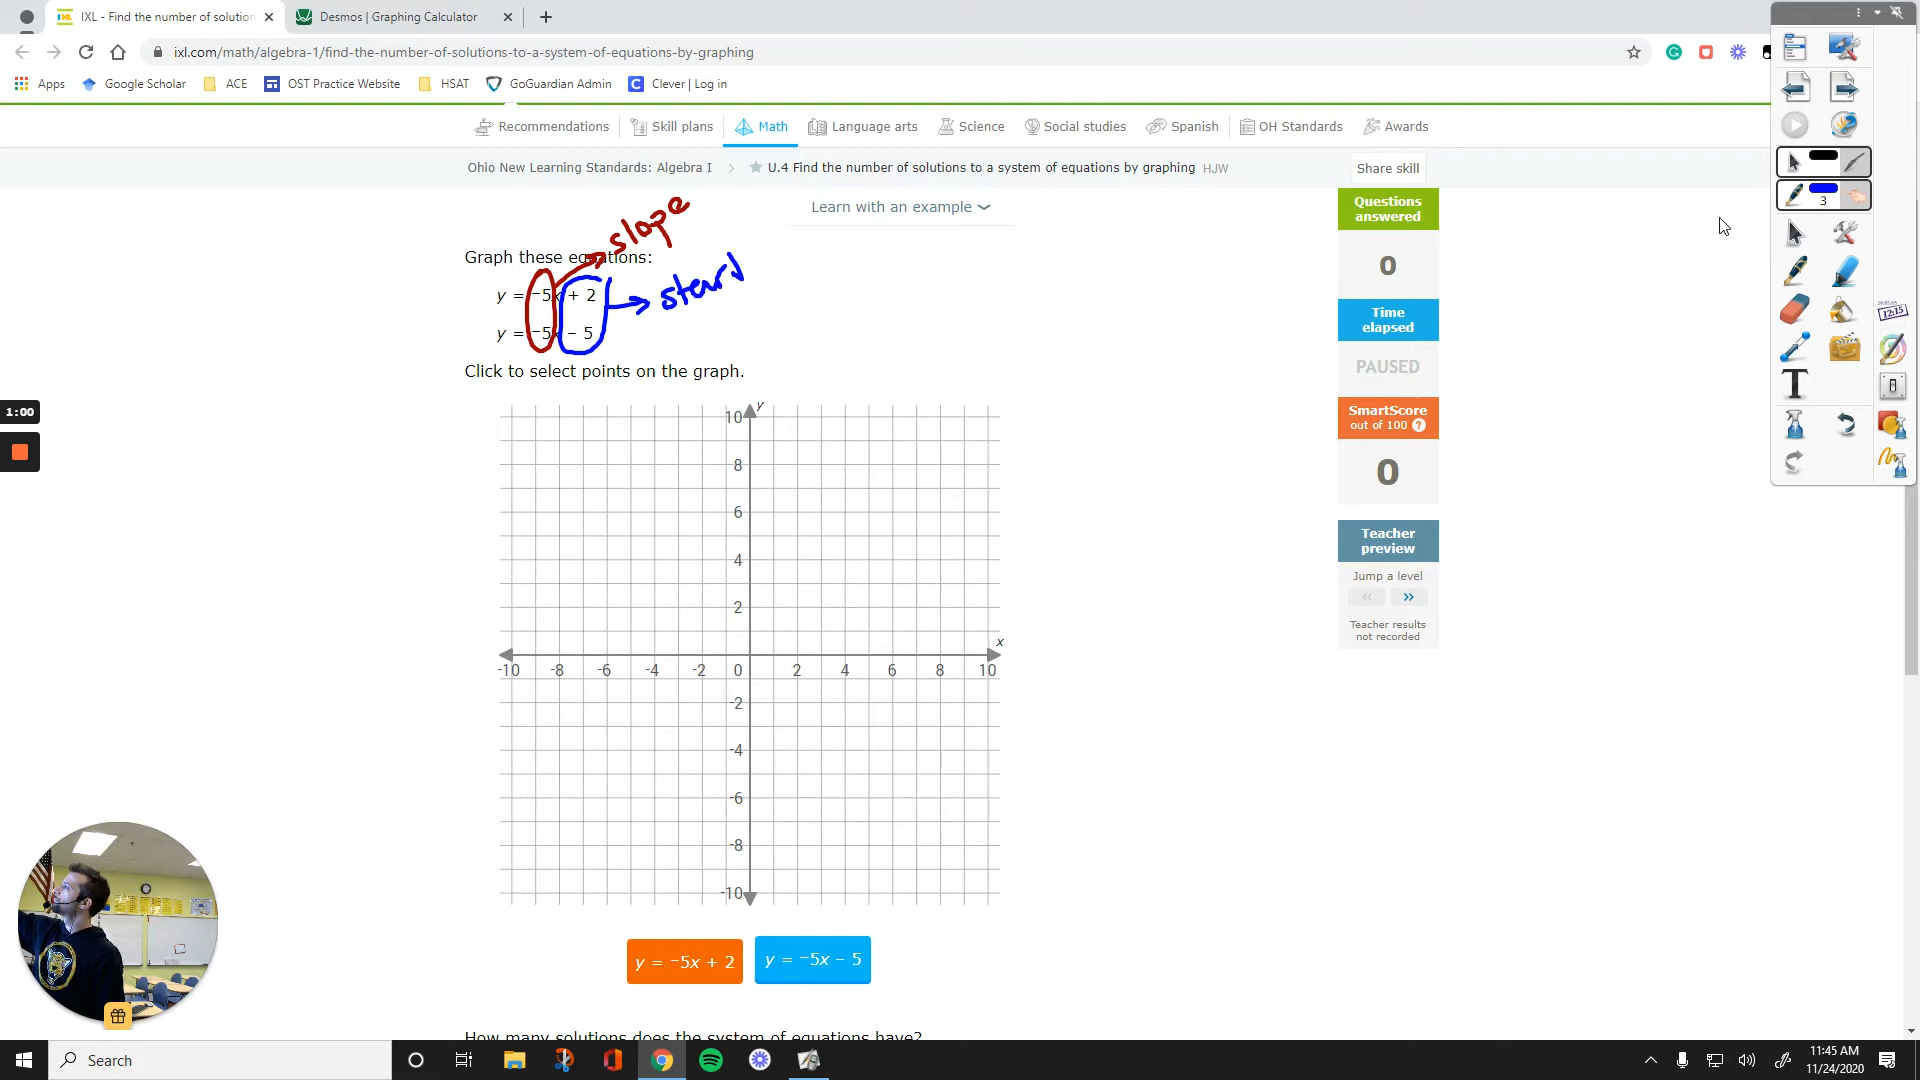 IXL - Find the number of solution
Desmos | Graphing Calculator
ixl.com/math/algebra-1/find-the-number-of-solutions-to-a-system-of-equations-by-graphing
Apps
Google Scholar
ACE
OST Practice Website
HSAT
GoGuardian Admin
Clever | Log in
Recommendations
Skill plans
Math
Language arts
Science
Social studies
Spanish
OH Standards
Awards
Ohio New Learning Standards: Algebra I
U.4 Find the number of solutions to a system of equations by graphing HJW
Share skill
Learn with an example
slope
Graph these equations:
y = −5x + 2
y = −5x − 5
Click to select points on the graph.
y
10
8
6
4
2
x
-10 -8 -6 -4 -2 0 2 4 6 8 10
-2
-4
-6
-8
-10
y = −5x + 2
y = −5x − 5
How many solutions does the system of equations have?
Questions
answered
0
Time
elapsed
PAUSED
SmartScore
out of 100 ?
0
Teacher
preview
Jump a level
<< >>
Teacher results
not recorded
1:00
3
12:15
T
Search
11:45 AM
11/24/2020